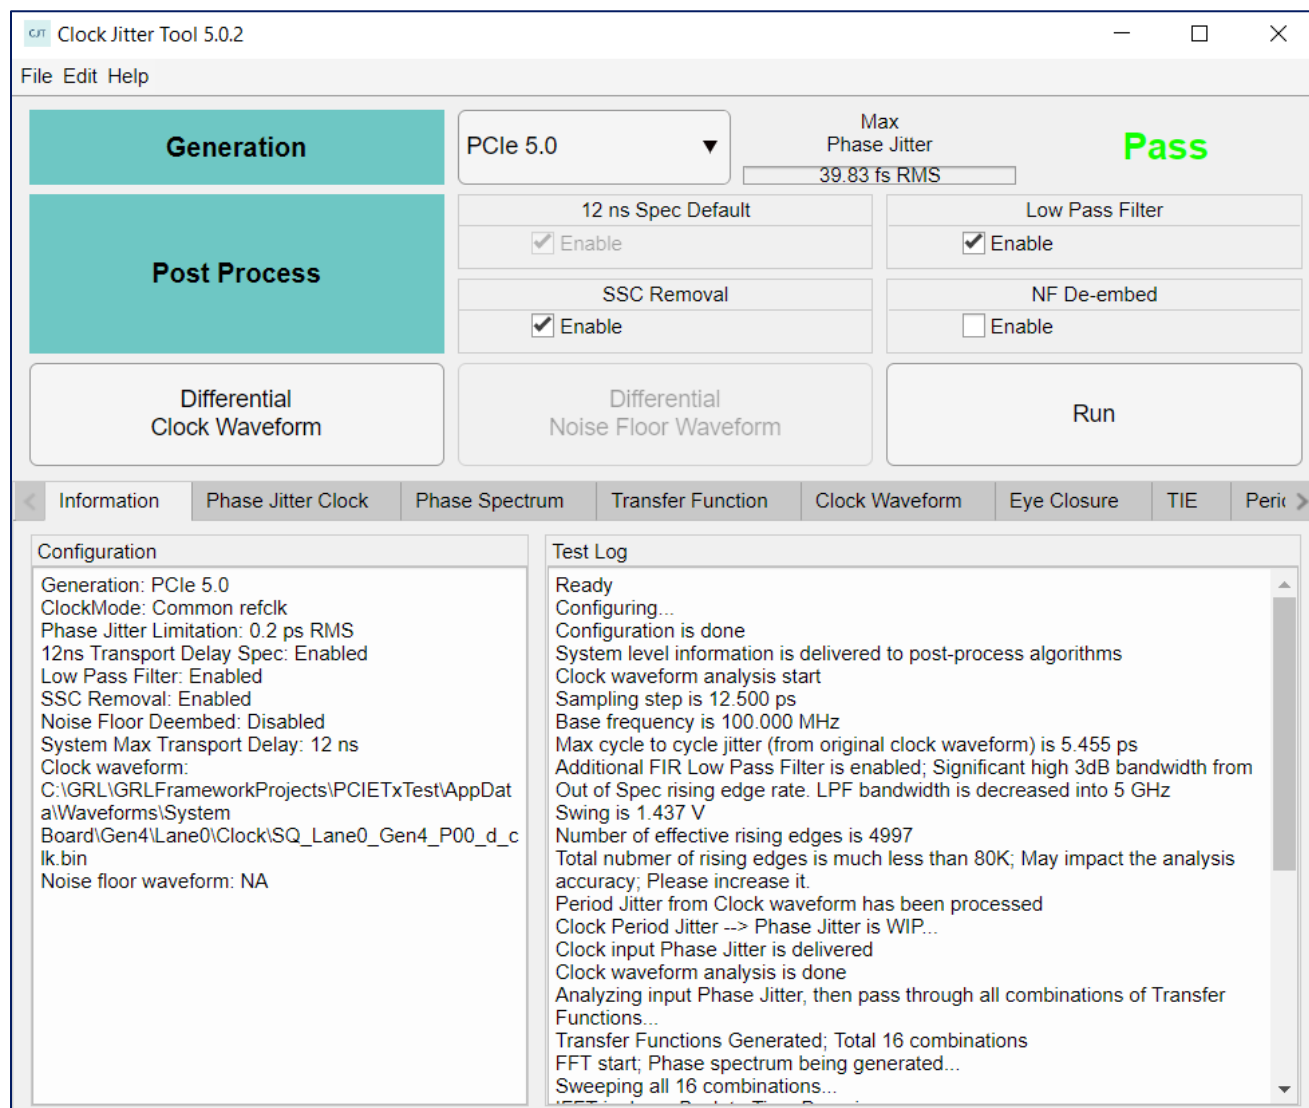 CJT Clock Jitter Tool 5.0.2
File Edit Help
Generation
PCIe 5.0
Max
Phase Jitter
39.83 fs RMS
Pass
Post Process
12 ns Spec Default
Enable
Low Pass Filter
Enable
SSC Removal
Enable
NF De-embed
Enable
Differential
Clock Waveform
Differential
Noise Floor Waveform
Run
Information Phase Jitter Clock Phase Spectrum Transfer Function Clock Waveform Eye Closure TIE Peric
Configuration
Generation: PCIe 5.0
ClockMode: Common refclk
Phase Jitter Limitation: 0.2 ps RMS
12ns Transport Delay Spec: Enabled
Low Pass Filter: Enabled
SSC Removal: Enabled
Noise Floor Deembed: Disabled
System Max Transport Delay: 12 ns
Clock waveform:
C:\GRL\GRLFrameworkProjects\PCIETxTest\AppDat
a\Waveforms\System
Board\Gen4\Lane0\Clock\SQ_Lane0_Gen4_P00_d_c
lk.bin
Noise floor waveform: NA
Test Log
Ready
Configuring...
Configuration is done
System level information is delivered to post-process algorithms
Clock waveform analysis start
Sampling step is 12.500 ps
Base frequency is 100.000 MHz
Max cycle to cycle jitter (from original clock waveform) is 5.455 ps
Additional FIR Low Pass Filter is enabled; Significant high 3dB bandwidth from
Out of Spec rising edge rate. LPF bandwidth is decreased into 5 GHz
Swing is 1.437 V
Number of effective rising edges is 4997
Total nubmer of rising edges is much less than 80K; May impact the analysis
accuracy; Please increase it.
Period Jitter from Clock waveform has been processed
Clock Period Jitter --> Phase Jitter is WIP...
Clock input Phase Jitter is delivered
Clock waveform analysis is done
Analyzing input Phase Jitter, then pass through all combinations of Transfer
Functions...
Transfer Functions Generated; Total 16 combinations
FFT start; Phase spectrum being generated...
Sweeping all 16 combinations...